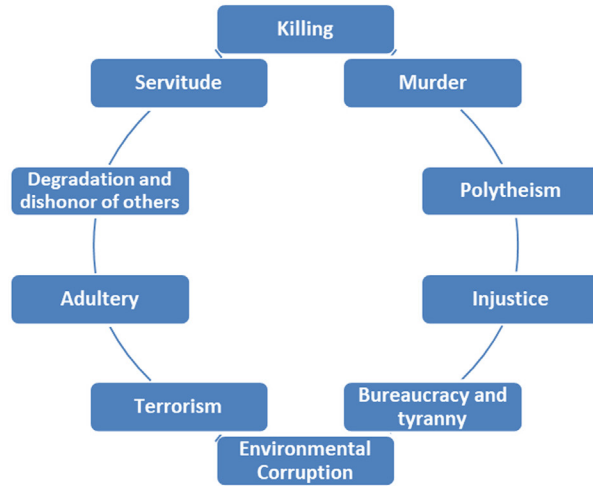 Killing
Murder
Polytheism
Injustice
Bureaucracy and
tyranny
Environmental
Corruption
Terrorism
Adultery
Degradation and
dishonor of others
Servitude